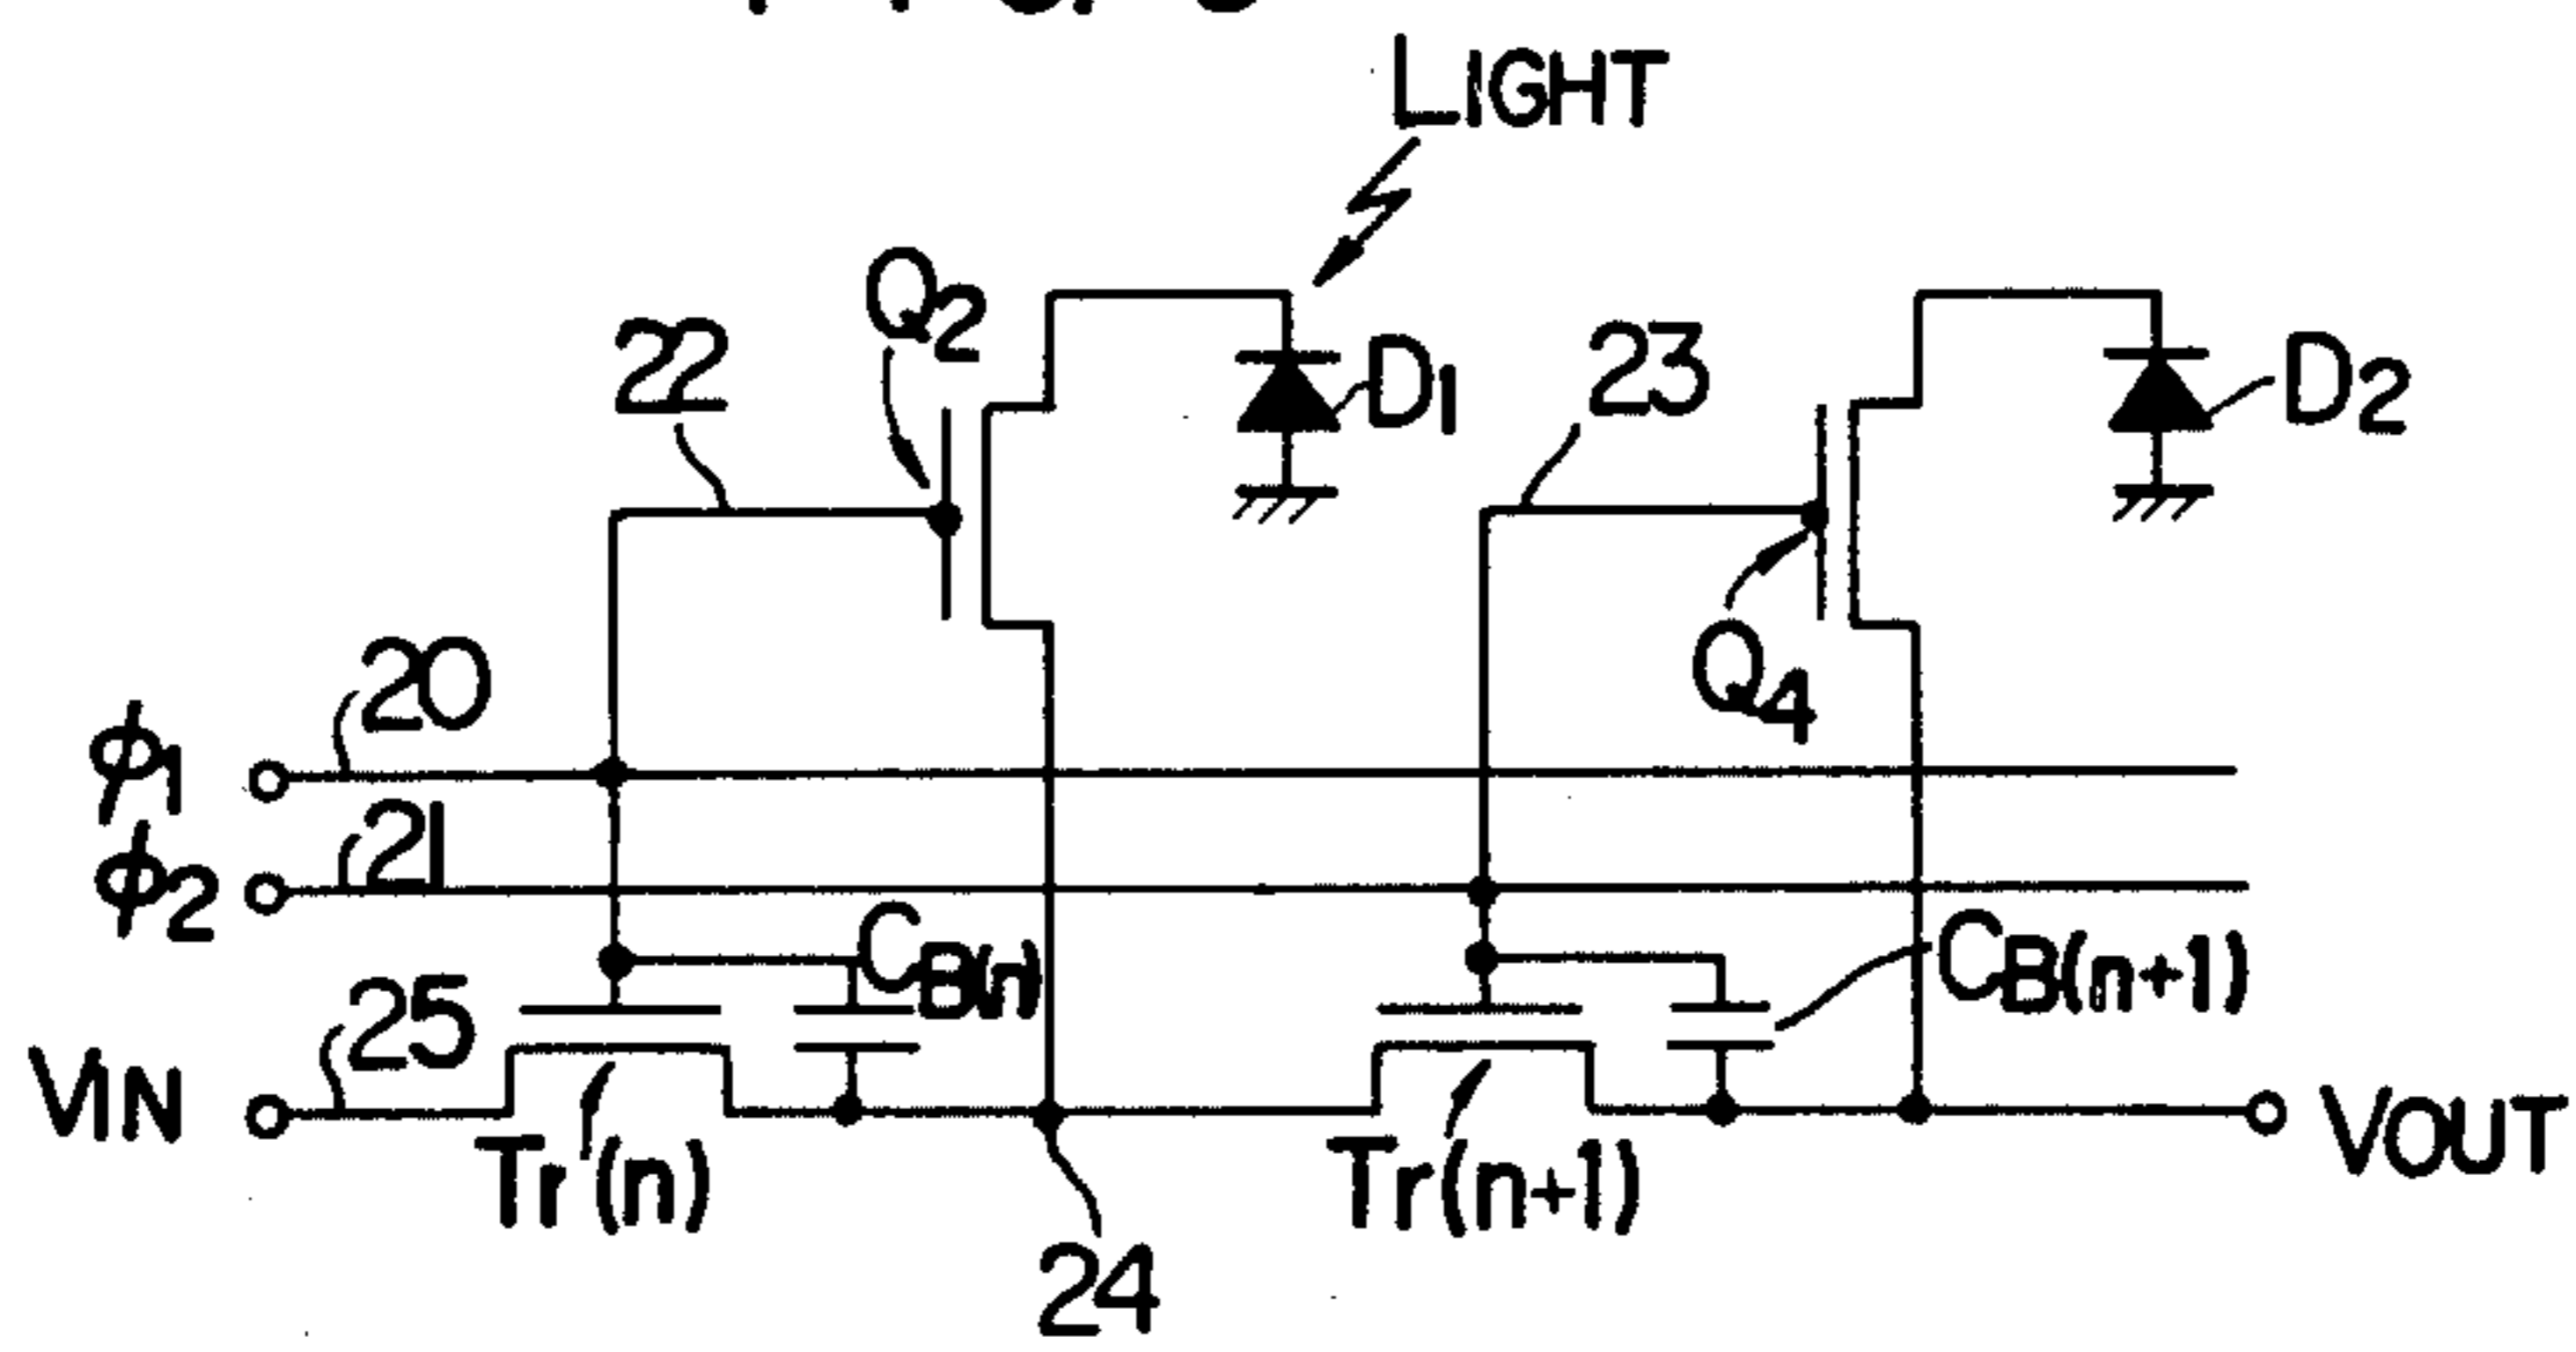 LIGHT
Q2
22
D1
23
D2
20
Q4
φ1
21
φ2
CB(n)
CB(n+1)
25
VIN
VOUT
Tr(n)
Tr(n+1)
24